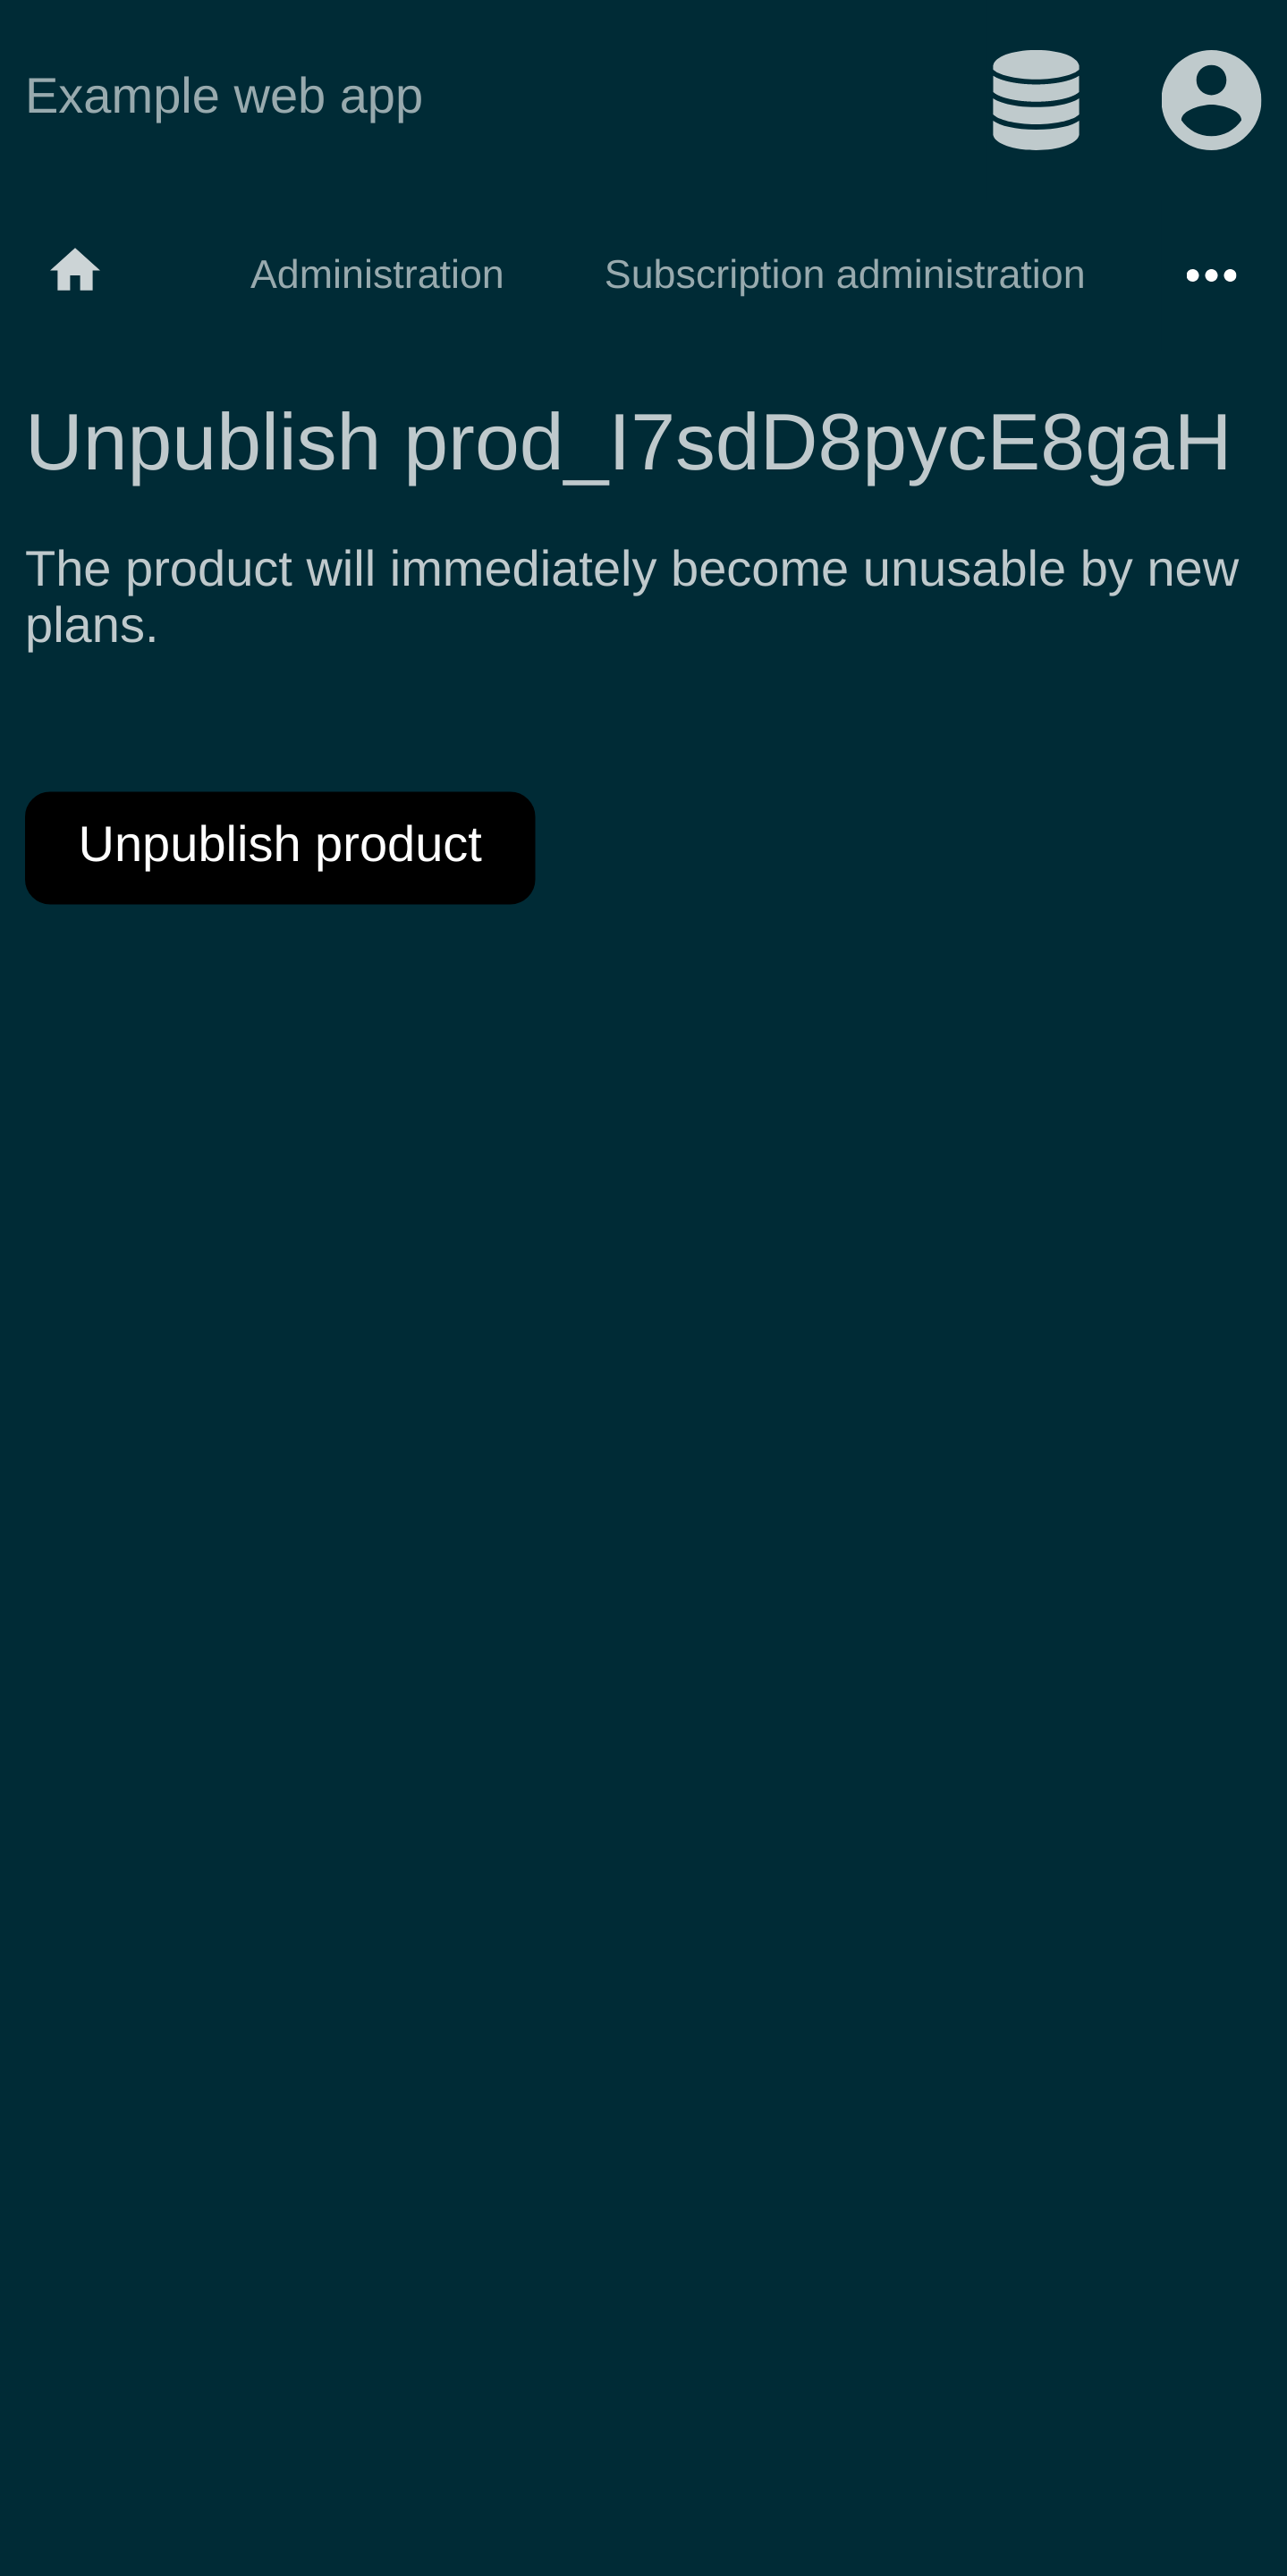 Example web app
Administration
Subscription administration
Unpublish prod_I7sdD8pycE8gaH
The product will immediately become unusable by new
plans.
Unpublish product